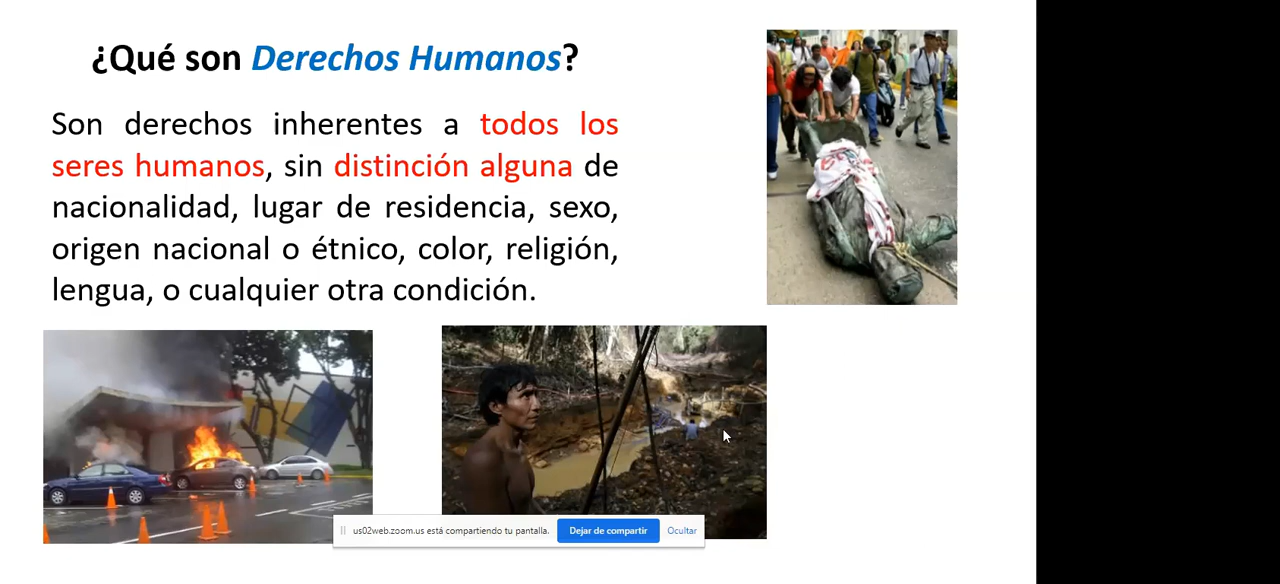 ¿Qué son Derechos Humanos?
Son derechos inherentes a todos los
seres humanos, sin distinción alguna de
nacionalidad, lugar de residencia, sexo,
origen nacional o étnico, color, religión,
lengua, o cualquier otra condición.
us02web.zoom.us está compartiendo tu pantalla. Dejar de compartir Ocultar